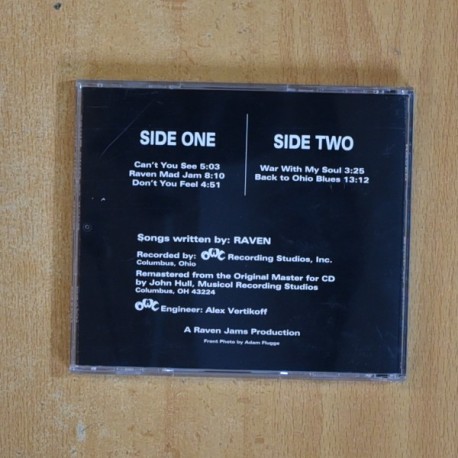 SIDE ONE
Can't You See 5:03
Raven Mad Jam 8:10
Don't You Feel 4:51
SIDE TWO
War With My Soul 3:25
Back to Ohio Blues 13:12
Songs written by: RAVEN
Recorded by: Recording Studios, Inc.
Columbus, Ohio
Remastered from the Original Master for CD
by John Hull, Musicol Recording Studios
Columbus, OH 43224
Engineer: Alex Vertikoff
A Raven Jams Production
Front Photo by Adam Flugge